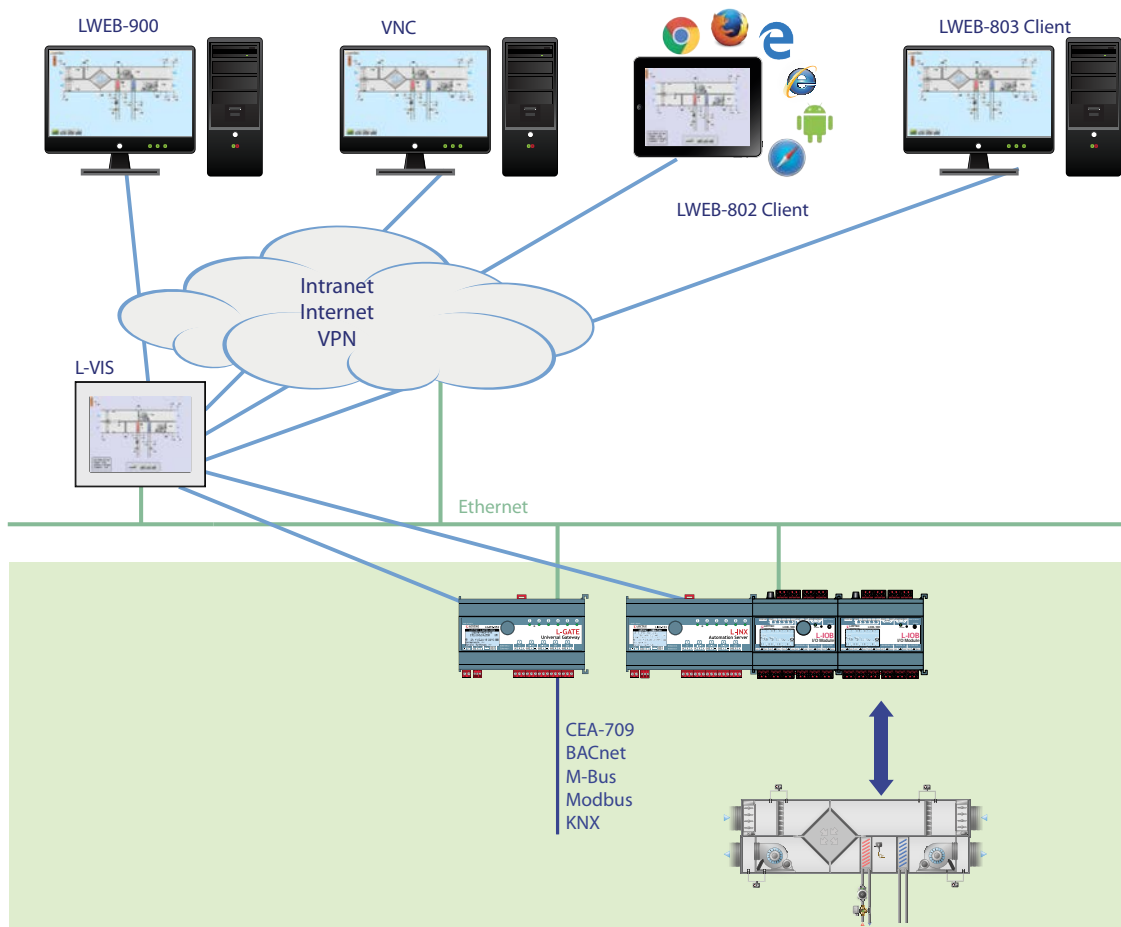 LWEB-900
VNC
LWEB-803 Client
LWEB-802 Client
Intranet
Internet
VPN
L-VIS
Ethernet
L-GATE
Universal Gateway
L-INX
Automation Server
L-IOB
I/O Module
L-IOB
I/O Module
CEA-709
BACnet
M-Bus
Modbus
KNX